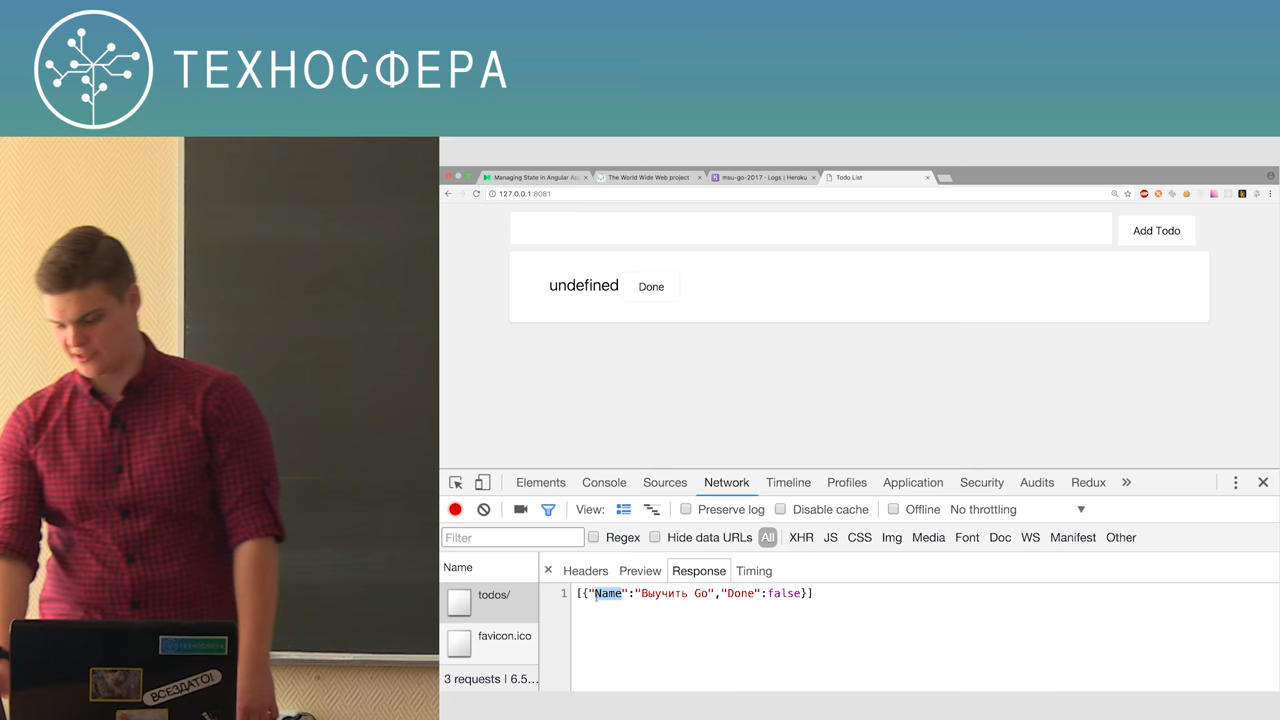 ТЕХНОСФЕРА
Managing State in Angular Ap
The World Wide Web project
msu-go-2017 · Logs | Heroku
Todo List
127.0.0.1:8081
Add Todo
undefined
Done
Elements Console Sources Network Timeline Profiles Application Security Audits Redux »
View: Preserve log Disable cache Offline No throttling
Filter Regex Hide data URLs All XHR JS CSS Img Media Font Doc WS Manifest Other
Name
Headers Preview Response Timing
1 [{"Name":"Выучить Go","Done":false}]
todos/
favicon.ico
3 requests | 6.5...
ТЕХНОСФЕРА
ВСЕЗДАТО!